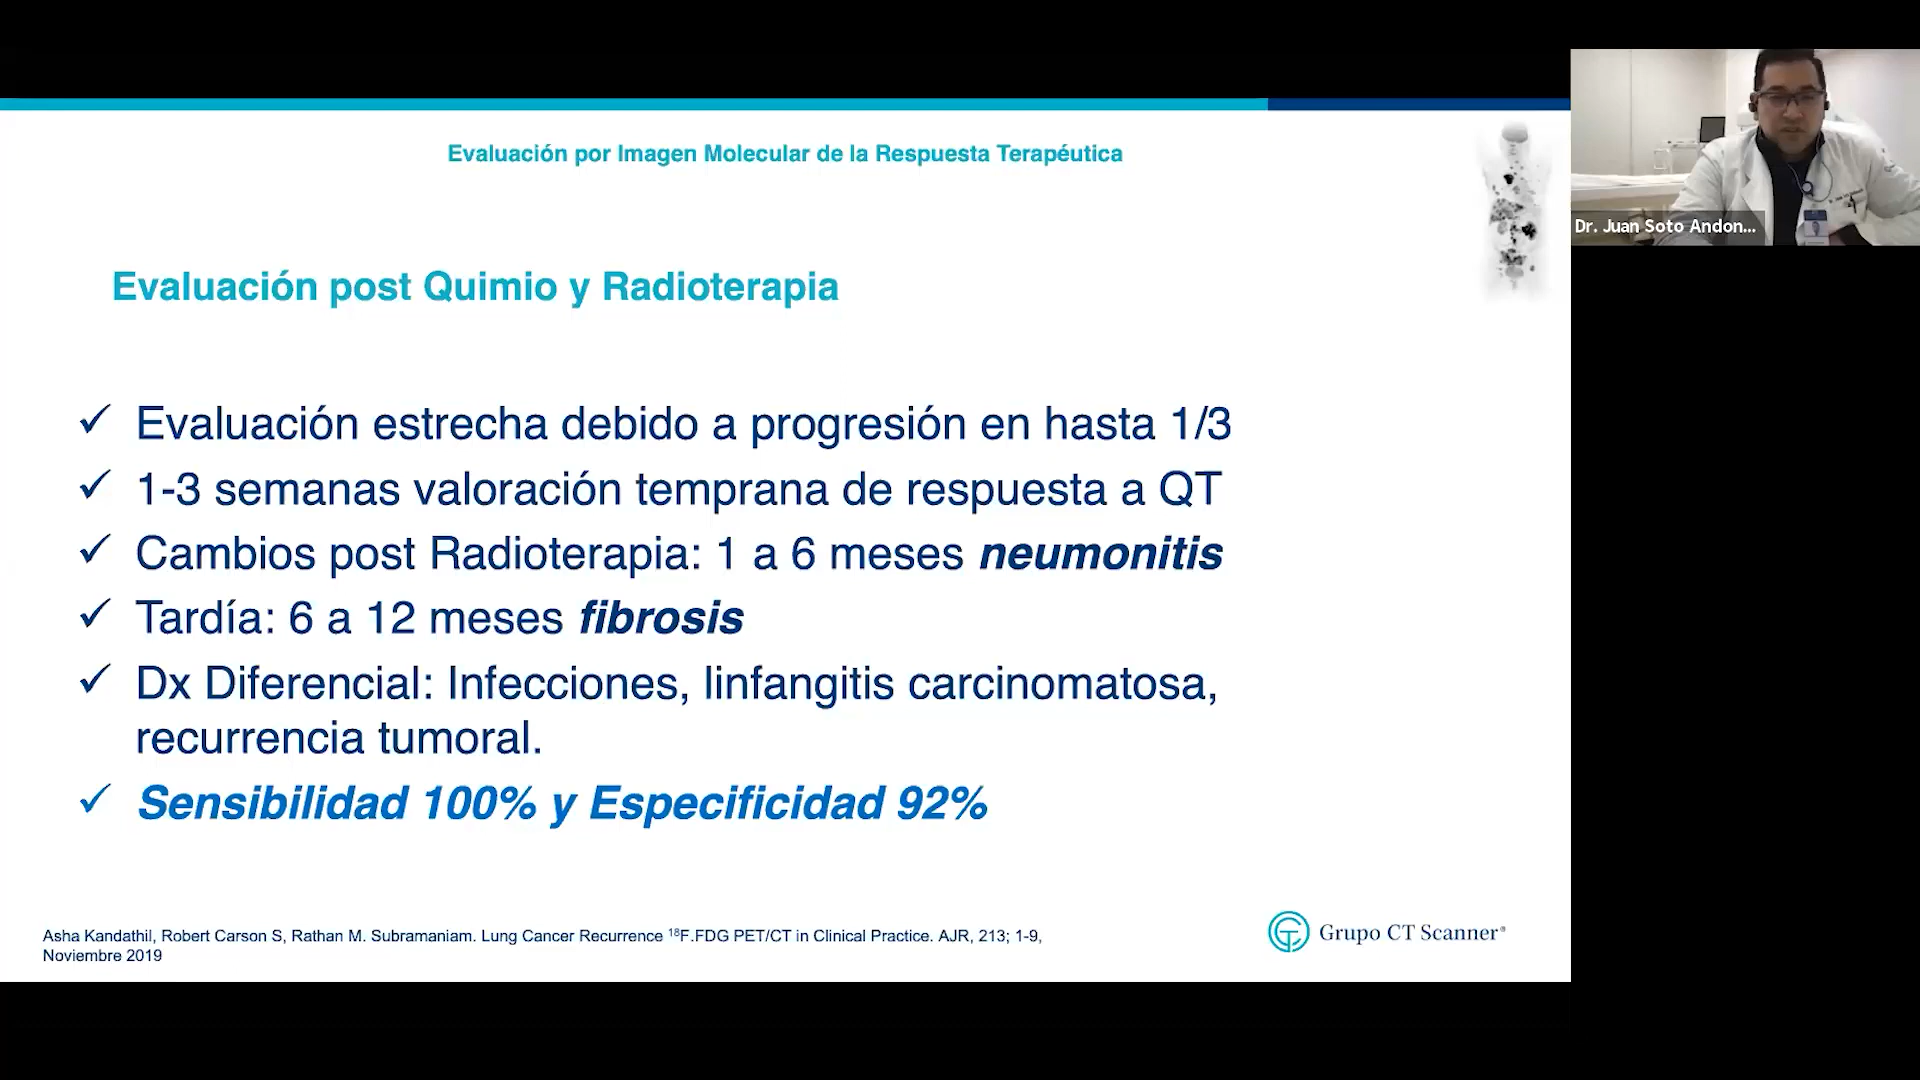 Evaluación por Imagen Molecular de la Respuesta Terapéutica
Dr. Juan Soto Andon...
Evaluación post Quimio y Radioterapia
✓ Evaluación estrecha debido a progresión en hasta 1/3
✓ 1-3 semanas valoración temprana de respuesta a QT
✓ Cambios post Radioterapia: 1 a 6 meses neumonitis
✓ Tardía: 6 a 12 meses fibrosis
✓ Dx Diferencial: Infecciones, linfangitis carcinomatosa,
recurrencia tumoral.
✓ Sensibilidad 100% y Especificidad 92%
Asha Kandathil, Robert Carson S, Rathan M. Subramaniam. Lung Cancer Recurrence ¹⁸F.FDG PET/CT in Clinical Practice. AJR, 213; 1-9,
Noviembre 2019
Grupo CT Scanner®